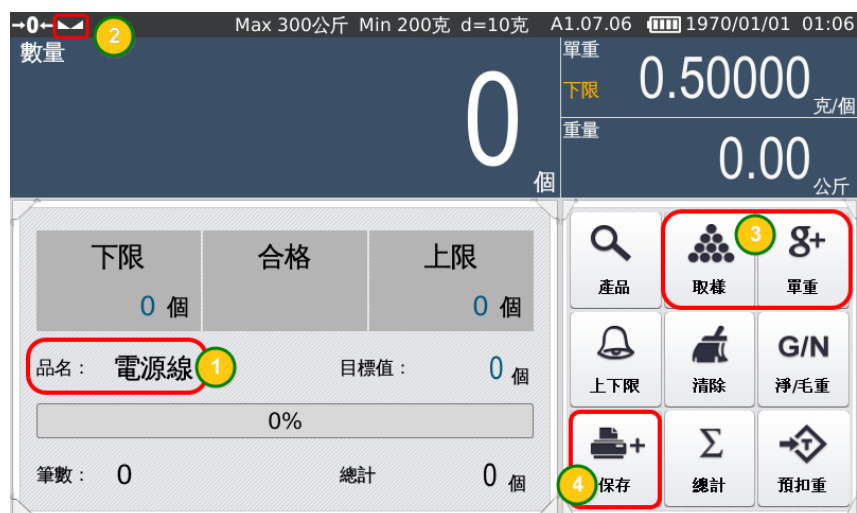 →0← Max 300公斤 Min 200克 d=10克 A1.07.06 1970/01/01 01:06
2
數量
0 個
單重
下限 0.50000 克/個
重量
0.00 公斤
下限 合格 上限
0 個 0 個
品名： 電源線 1 目標值： 0 個
0%
筆數： 0 總計 0 個
3
g+
產品 取樣 單重
G/N
上下限 清除 淨/毛重
+ Σ T
4 保存 總計 預扣重